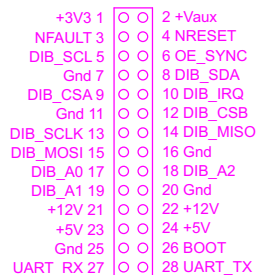 +3V3 1 2 +Vaux
NFAULT 3 4 NRESET
DIB_SCL 5 6 OE_SYNC
Gnd 7 8 DIB_SDA
DIB_CSA 9 10 DIB_IRQ
Gnd 11 12 DIB_CSB
DIB_SCLK 13 14 DIB_MISO
DIB_MOSI 15 16 Gnd
DIB_A0 17 18 DIB_A2
DIB_A1 19 20 Gnd
+12V 21 22 +12V
+5V 23 24 +5V
Gnd 25 26 BOOT
UART_RX 27 28 UART_TX